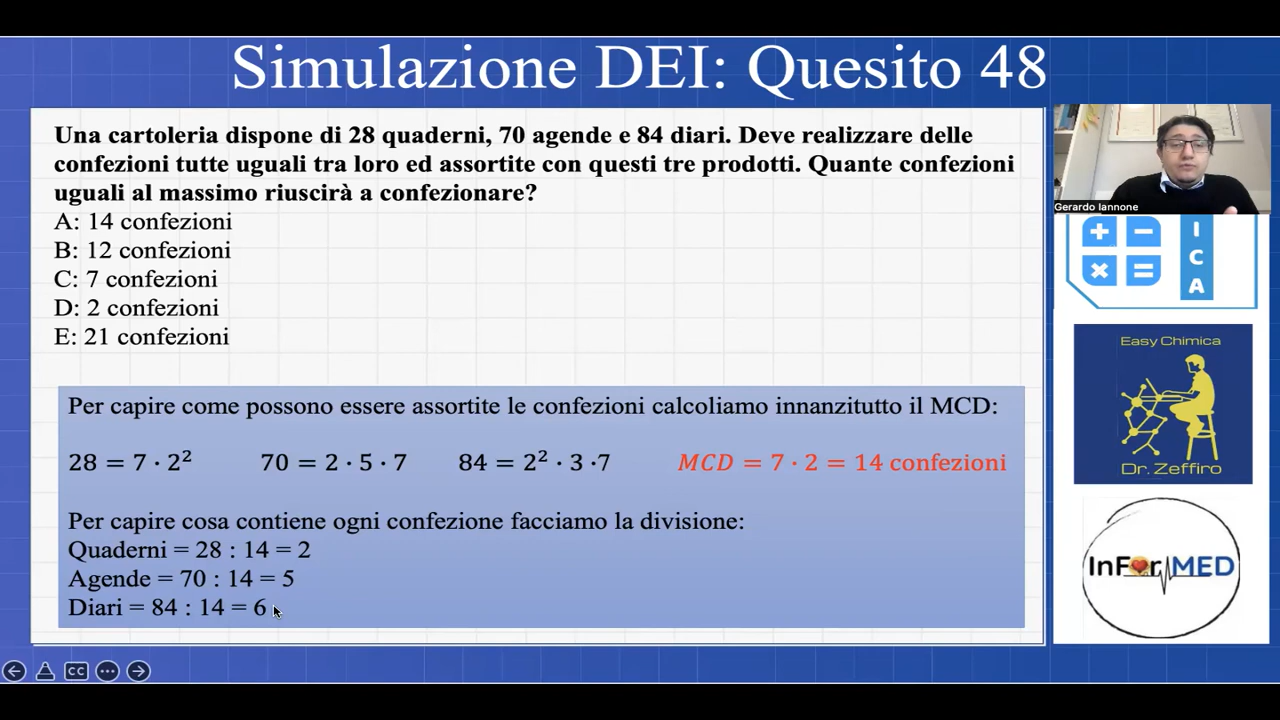 Simulazione DEI: Quesito 48
Una cartoleria dispone di 28 quaderni, 70 agende e 84 diari. Deve realizzare delle
confezioni tutte uguali tra loro ed assortite con questi tre prodotti. Quante confezioni
uguali al massimo riuscirà a confezionare?
A: 14 confezioni
B: 12 confezioni
C: 7 confezioni
D: 2 confezioni
E: 21 confezioni
Per capire come possono essere assortite le confezioni calcoliamo innanzitutto il MCD:
28 = 7 · 2² 70 = 2 · 5 · 7 84 = 2² · 3 ·7 MCD = 7 · 2 = 14 confezioni
Per capire cosa contiene ogni confezione facciamo la divisione:
Quaderni = 28 : 14 = 2
Agende = 70 : 14 = 5
Diari = 84 : 14 = 6
Gerardo Iannone
+ − × =
I
C
A
Easy Chimica
Dr. Zeffiro
InForMED
CC